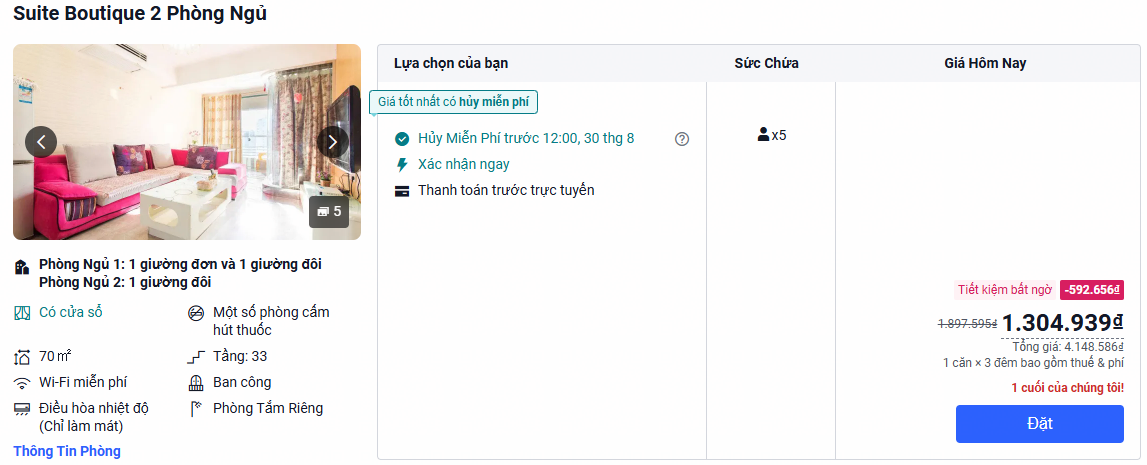 Suite Boutique 2 Phòng Ngủ
5
Phòng Ngủ 1: 1 giường đơn và 1 giường đôi
Phòng Ngủ 2: 1 giường đôi
Có cửa sổ
Một số phòng cấm
hút thuốc
70㎡
Tầng: 33
Wi-Fi miễn phí
Ban công
Điều hòa nhiệt độ
(Chỉ làm mát)
Phòng Tắm Riêng
Thông Tin Phòng
Lựa chọn của bạn
Sức Chứa
Giá Hôm Nay
Giá tốt nhất có hủy miễn phí
Hủy Miễn Phí trước 12:00, 30 thg 8
Xác nhận ngay
Thanh toán trước trực tuyến
x5
Tiết kiệm bất ngờ -592.656₫
1.897.595₫ 1.304.939₫
Tổng giá: 4.148.586₫
1 căn × 3 đêm bao gồm thuế & phí
1 cuối của chúng tôi!
Đặt